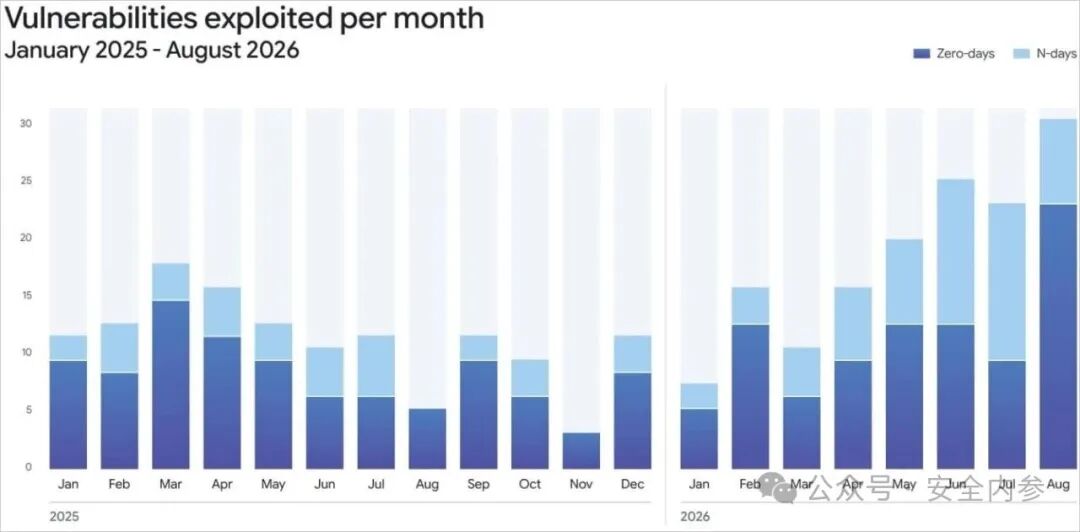 Vulnerabilities exploited per month
January 2025 - August 2026
Zero-days N-days
30
25
20
15
10
5
0
Jan Feb Mar Apr May Jun Jul Aug Sep Oct Nov Dec Jan Feb Mar Apr May Jun Jul Aug
2025 2026
公众号 · 安全内参